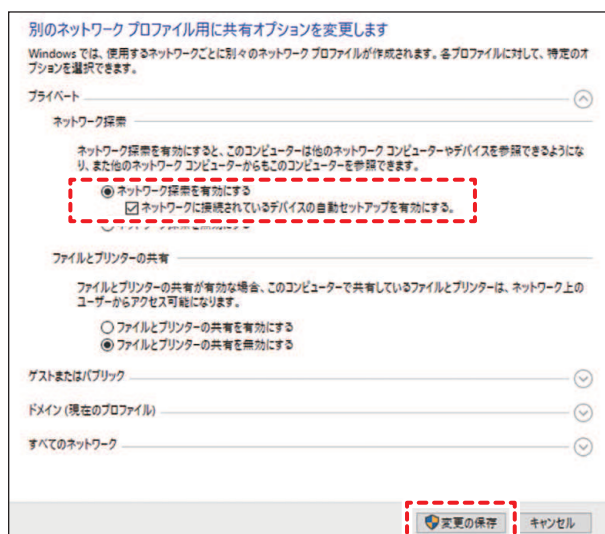 別のネットワーク プロファイル用に共有オプションを変更します
Windows では、使用するネットワークごとに別々のネットワーク プロファイルが作成されます。各プロファイルに対して、特定のオ
プションを選択できます。
プライベート
ネットワーク探索
ネットワーク探索を有効にすると、このコンピューターは他のネットワーク コンピューターやデバイスを参照できるようにな
り、また他のネットワーク コンピューターからもこのコンピューターを参照できます。
ネットワーク探索を有効にする
ネットワークに接続されているデバイスの自動セットアップを有効にする。
ファイルとプリンターの共有
ファイルとプリンターの共有が有効な場合、このコンピューターで共有しているファイルとプリンターは、ネットワーク上の
ユーザーからアクセス可能になります。
ファイルとプリンターの共有を有効にする
ファイルとプリンターの共有を無効にする
ゲストまたはパブリック
ドメイン (現在のプロファイル)
すべてのネットワーク
変更の保存 キャンセル